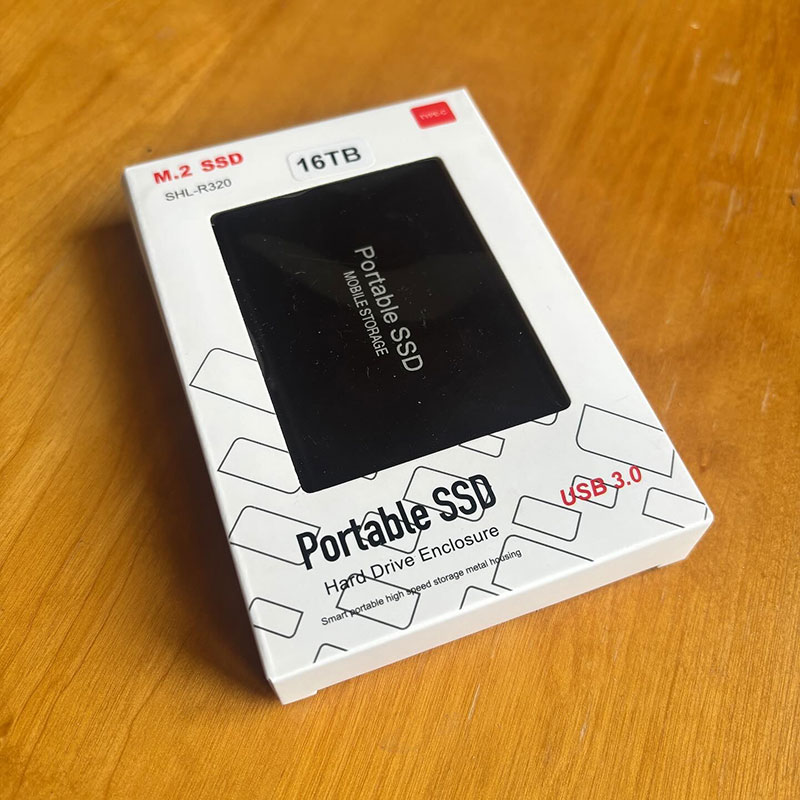 TYPE-C
M.2 SSD
16TB
SHL-R320
Portable SSD
MOBILE STORAGE
Portable SSD
USB 3.0
Hard Drive Enclosure
Smart portable high speed storage metal housing